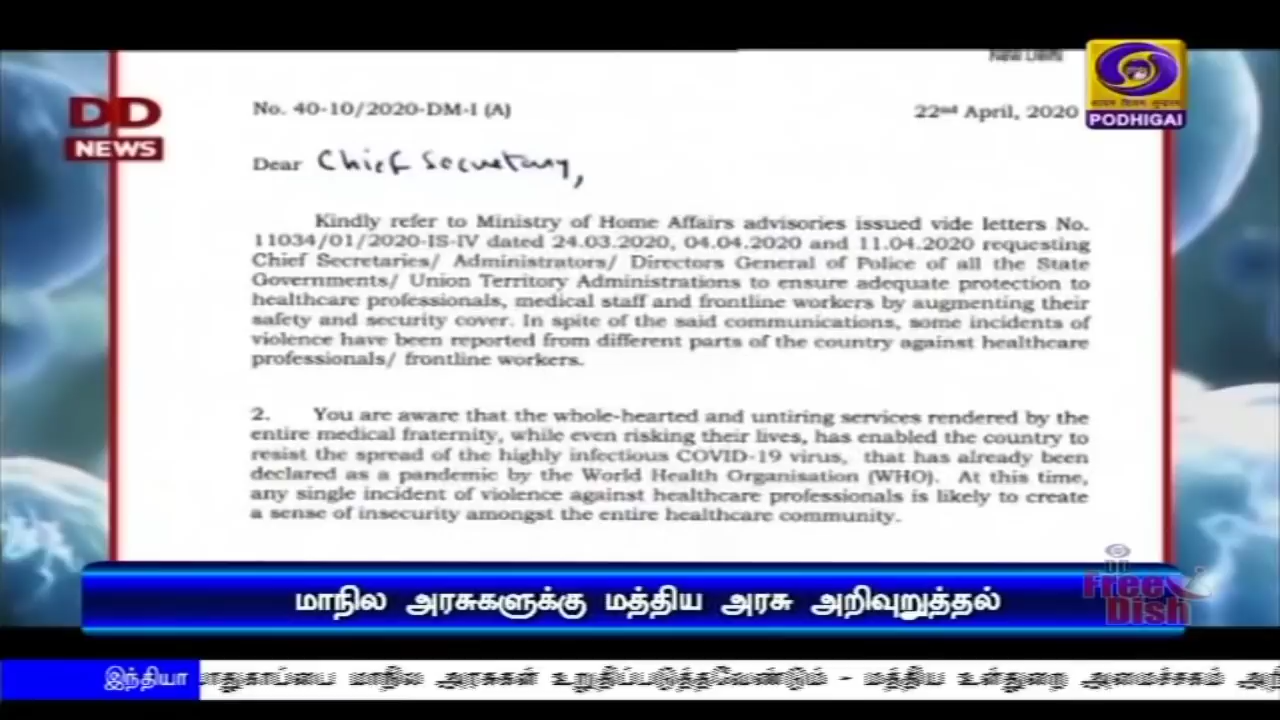 New Delhi
No. 40-10/2020-DM-I (A)
22nd April, 2020
DD
NEWS
PODHIGAI
Dear Chief Secretary,
Kindly refer to Ministry of Home Affairs advisories issued vide letters No.
11034/01/2020-IS-IV dated 24.03.2020, 04.04.2020 and 11.04.2020 requesting
Chief Secretaries/ Administrators/ Directors General of Police of all the State
Governments/ Union Territory Administrations to ensure adequate protection to
healthcare professionals, medical staff and frontline workers by augmenting their
safety and security cover. In spite of the said communications, some incidents of
violence have been reported from different parts of the country against healthcare
professionals/ frontline workers.
2. You are aware that the whole-hearted and untiring services rendered by the
entire medical fraternity, while even risking their lives, has enabled the country to
resist the spread of the highly infectious COVID-19 virus, that has already been
declared as a pandemic by the World Health Organisation (WHO). At this time,
any single incident of violence against healthcare professionals is likely to create
a sense of insecurity amongst the entire healthcare community.
மாநில அரசுகளுக்கு மத்திய அரசு அறிவுறுத்தல்
DD
Free
Dish
இந்தியா
மாநில அரசுகள் உறுதிப்படுத்தவேண்டும் - மத்திய உள்துறை அமைச்சகம்